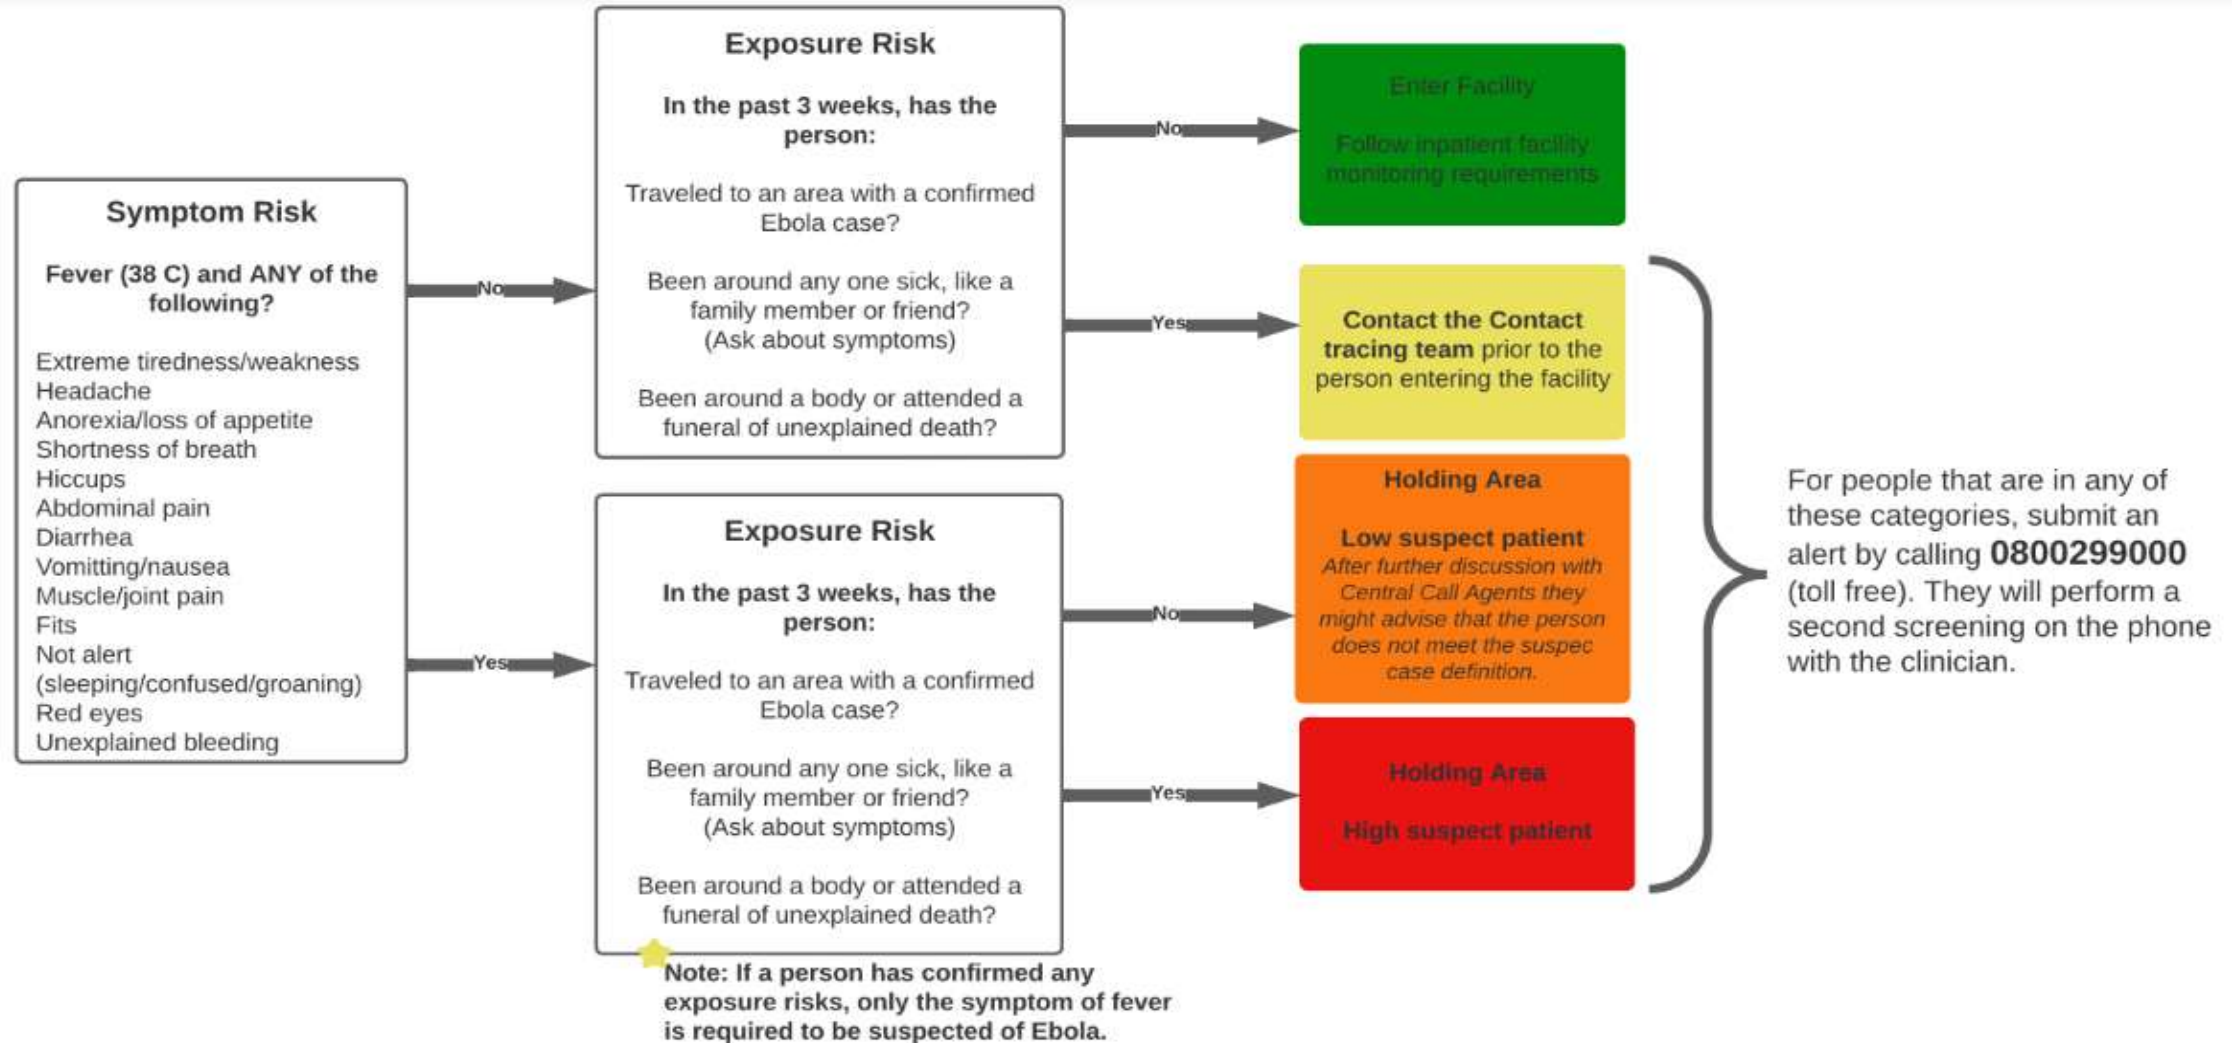 Symptom Risk
Fever (38 C) and ANY of the
following?
Extreme tiredness/weakness
Headache
Anorexia/loss of appetite
Shortness of breath
Hiccups
Abdominal pain
Diarrhea
Vomitting/nausea
Muscle/joint pain
Fits
Not alert
(sleeping/confused/groaning)
Red eyes
Unexplained bleeding
No
Yes
Exposure Risk
In the past 3 weeks, has the
person:
Traveled to an area with a confirmed
Ebola case?
Been around any one sick, like a
family member or friend?
(Ask about symptoms)
Been around a body or attended a
funeral of unexplained death?
No
Yes
Exposure Risk
In the past 3 weeks, has the
person:
Traveled to an area with a confirmed
Ebola case?
Been around any one sick, like a
family member or friend?
(Ask about symptoms)
Been around a body or attended a
funeral of unexplained death?
Note: If a person has confirmed any
exposure risks, only the symptom of fever
is required to be suspected of Ebola.
No
Yes
Enter Facility
Follow inpatient facility
monitoring requirements
Contact the Contact
tracing team prior to the
person entering the facility
Holding Area
Low suspect patient
After further discussion with
Central Call Agents they
might advise that the person
does not meet the suspec
case definition.
Holding Area
High suspect patient
For people that are in any of
these categories, submit an
alert by calling 0800299000
(toll free). They will perform a
second screening on the phone
with the clinician.